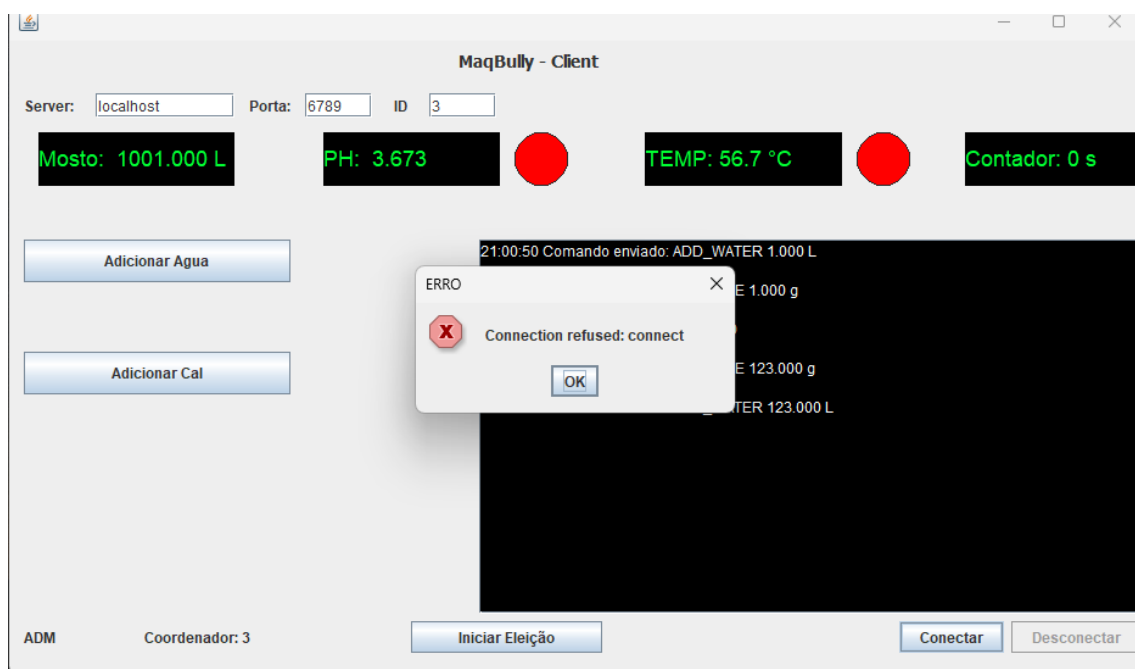 MaqBully - Client
Server: localhost Porta: 6789 ID 3
Mosto: 1001.000 L PH: 3.673 TEMP: 56.7 °C Contador: 0 s
Adicionar Agua
21:00:50 Comando enviado: ADD_WATER 1.000 L
ERRO
E 1.000 g
Connection refused: connect
OK
Adicionar Cal
E 123.000 g
TER 123.000 L
ADM Coordenador: 3 Iniciar Eleição Conectar Desconectar